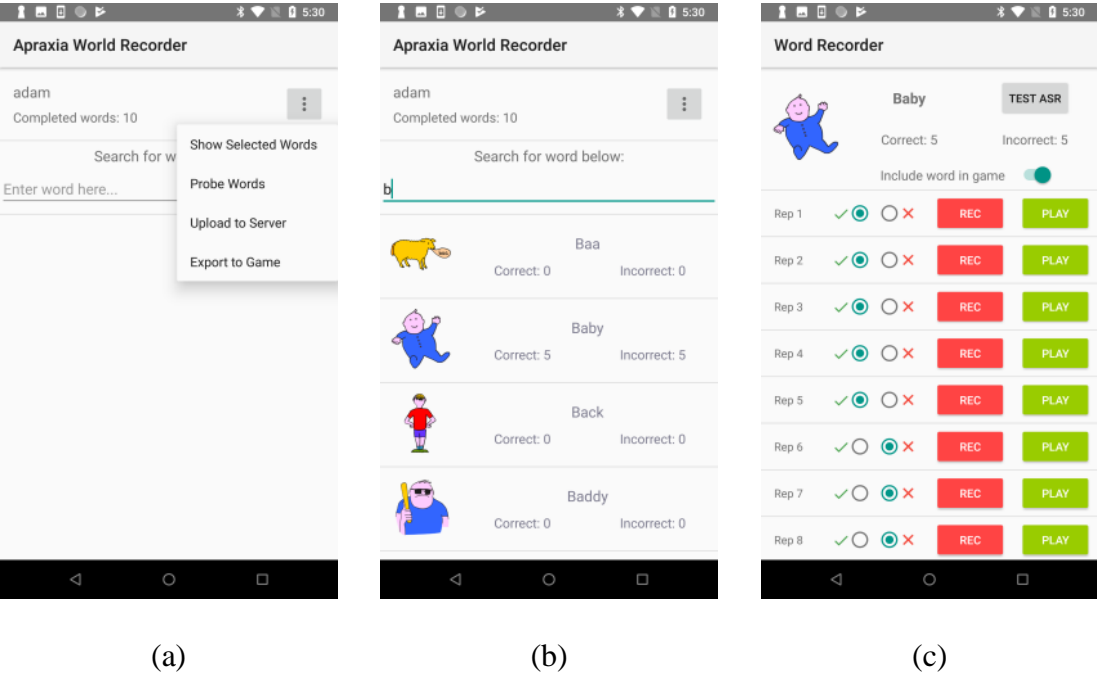 5:30
Apraxia World Recorder
adam
Completed words: 10
Show Selected Words
Search for w
Probe Words
Enter word here...
Upload to Server
Export to Game
(a)
5:30
Apraxia World Recorder
adam
Completed words: 10
Search for word below:
b
Baa
Correct: 0 Incorrect: 0
Baby
Correct: 5 Incorrect: 5
Back
Correct: 0 Incorrect: 0
Baddy
Correct: 0 Incorrect: 0
(b)
5:30
Word Recorder
Baby TEST ASR
Correct: 5 Incorrect: 5
Include word in game
Rep 1 REC PLAY
Rep 2 REC PLAY
Rep 3 REC PLAY
Rep 4 REC PLAY
Rep 5 REC PLAY
Rep 6 REC PLAY
Rep 7 REC PLAY
Rep 8 REC PLAY
(c)